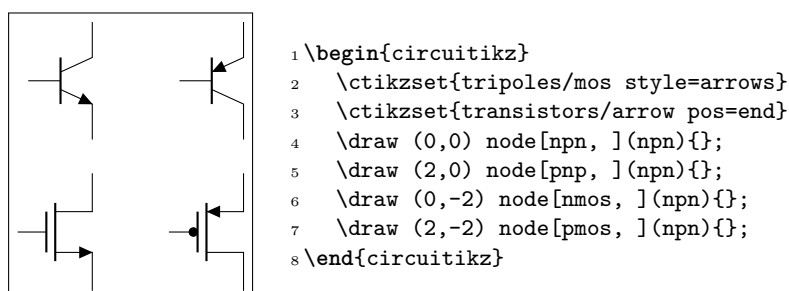 1 \begin{circuitikz}
2 \ctikzset{tripoles/mos style=arrows}
3 \ctikzset{transistors/arrow pos=end}
4 \draw (0,0) node[npn, ](npn){};
5 \draw (2,0) node[pnp, ](npn){};
6 \draw (0,-2) node[nmos, ](npn){};
7 \draw (2,-2) node[pmos, ](npn){};
8 \end{circuitikz}